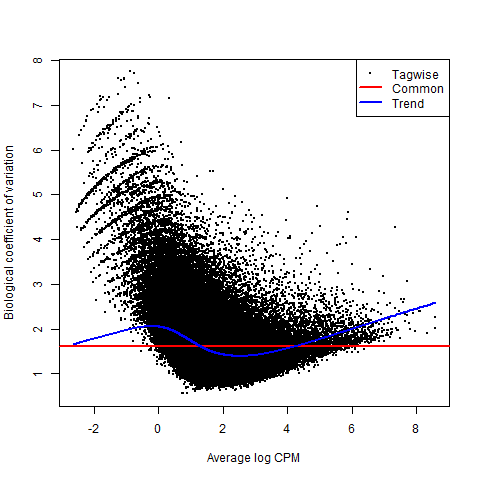 Tagwise
Common
Trend
Biological coefficient of variation
8
7
6
5
4
3
2
1
-2 0 2 4 6 8
Average log CPM